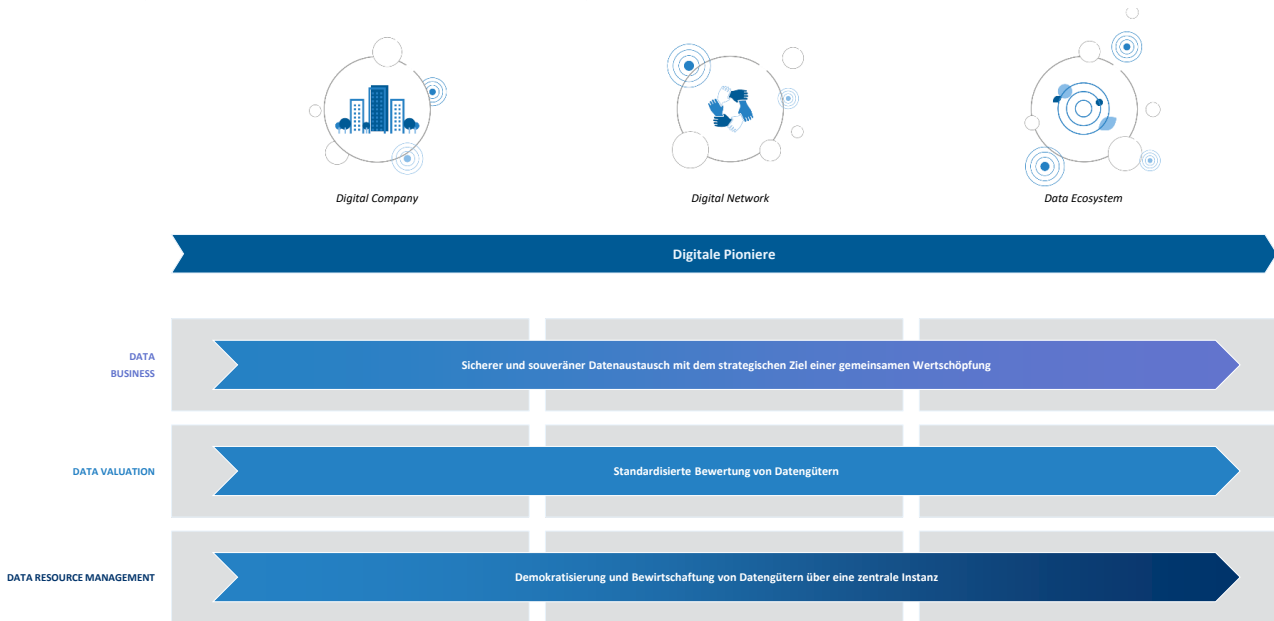 Digital Company
Digital Network
Data Ecosystem
Digitale Pioniere
DATA
BUSINESS
Sicherer und souveräner Datenaustausch mit dem strategischen Ziel einer gemeinsamen Wertschöpfung
DATA VALUATION
Standardisierte Bewertung von Datengütern
DATA RESOURCE MANAGEMENT
Demokratisierung und Bewirtschaftung von Datengütern über eine zentrale Instanz